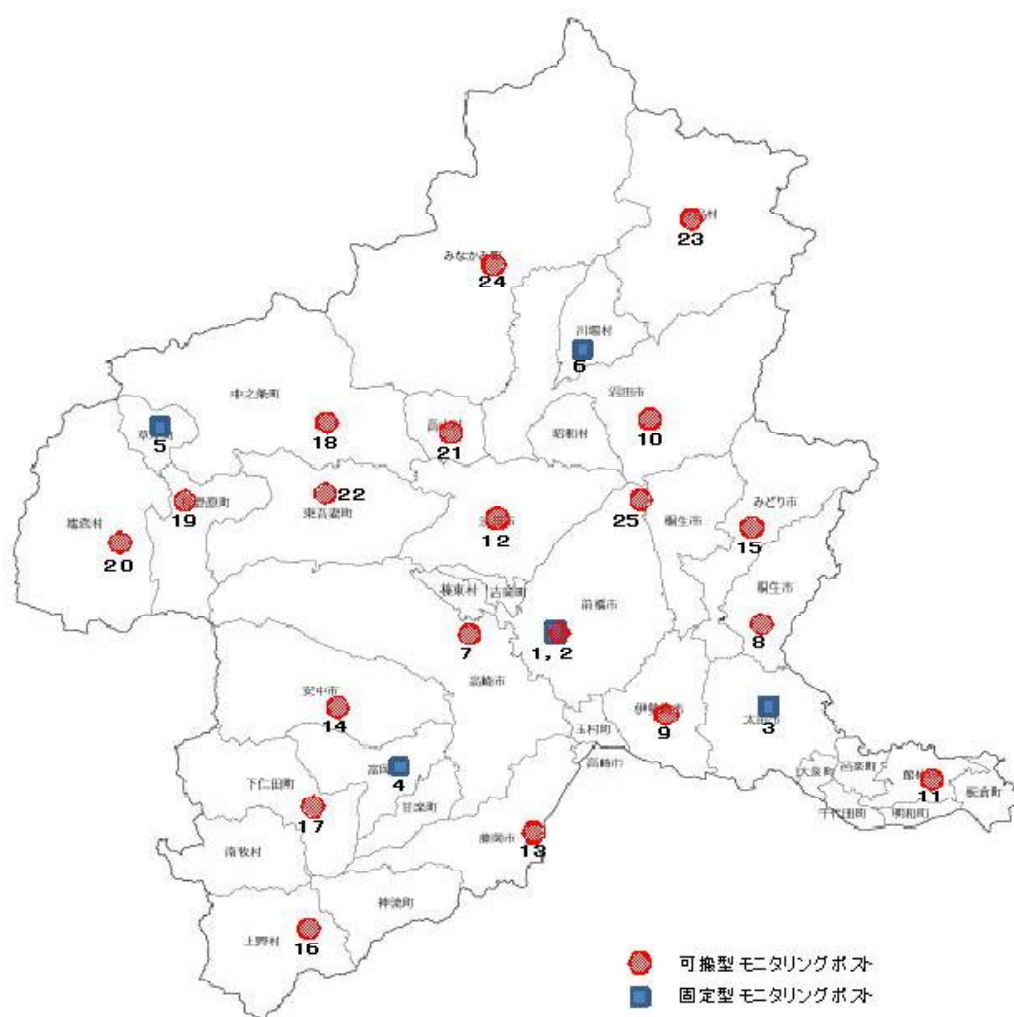 23
みなかみ町
24
川場村
6
沼田市
10
中之条町
18
21
昭和村
5
みどり市
15
22
東吾妻町
19
嬬恋村
20
12
25
桐生市
桐生市
8
榛東村
吉岡町
前橋市
1, 2
7
高崎市
安中市
14
9
3
玉村町
高崎市
大泉町
邑楽町
11
板倉町
千代田町
明和町
4
甘楽町
下仁田町
17
南牧村
藤岡市
13
神流町
上野村
16
可搬型モニタリングポスト
固定型モニタリングポスト